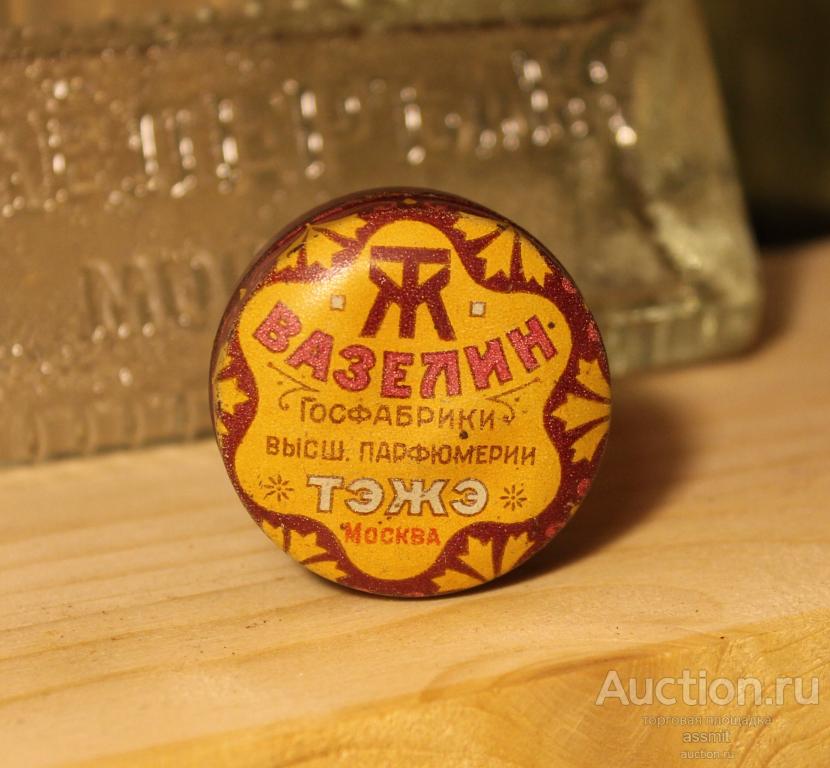 ТЖ
ВАЗЕЛИН
ГОСФАБРИКИ
ВЫСШ. ПАРФЮМЕРИИ
ТЭЖЭ
МОСКВА
Auction.ru
торговая площадка
assmit
auction.ru